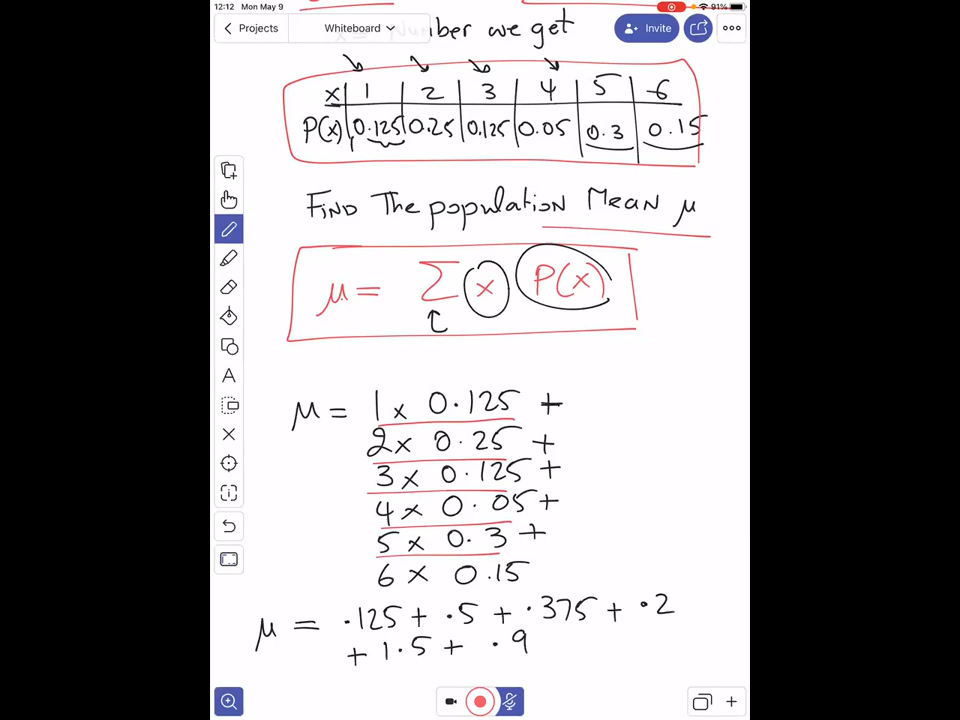 12:12 Mon May 9
91%
Projects
Whiteboard
Invite
Number we get
x 1 2 3 4 5 6
P(x) 0.125 0.25 0.125 0.05 0.3 0.15
FIND The population Mean μ
μ = Σ x P(x)
μ = 1 x 0.125 +
2 x 0.25 +
3 x 0.125 +
4 x 0.05 +
5 x 0.3 +
6 x 0.15
μ = .125 + .5 + .375 + .2
+ 1.5 + .9
A